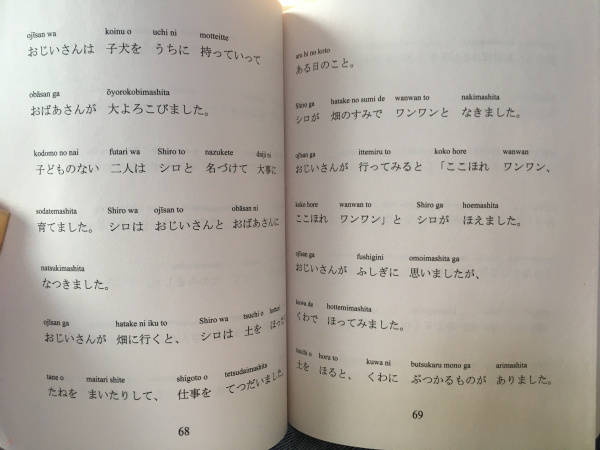 ojīsan wa koinu o uchi ni motteitte
おじいさんは 子犬を うちに 持っていって
obāsan ga ōyorokobimashita
おばあさんが 大よろこびました。
kodomo no nai futari wa Shiro to nazukete daiji ni
子どものない 二人は シロと 名づけて 大事に
sodatemashita Shiro wa ojīsan to obāsan ni
育てました。 シロは おじいさんと おばあさんに
natsukimashita
なつきました。
ojīsan ga hatake ni iku to Shiro wa tsuchi o
おじいさんが 畑に行くと、 シロは 土を
tane o maitari shite shigoto o tetsudaimashita
たねを まいたりして、 仕事を てつだいました
68
aru hi no koto
ある日のこと。
Shiro ga hatake no sumi de wanwan to nakimashita
シロが 畑のすみで ワンワンと なきました。
ojīsan ga ittemiru to koko hore wanwan
おじいさんが 行ってみると 「ここほれ ワンワン、
koko hore wanwan to Shiro ga hoemashita
ここほれ ワンワン」と シロが ほえました。
ojīsan ga fushigini omoimashita ga
おじいさんが ふしぎに 思いましたが、
kuwa de hottemimashita
くわで ほってみました。
tsuchi o horu to kuwa ni butsukaru mono ga arimashita
土を ほると、 くわに ぶつかるものが ありました。
69